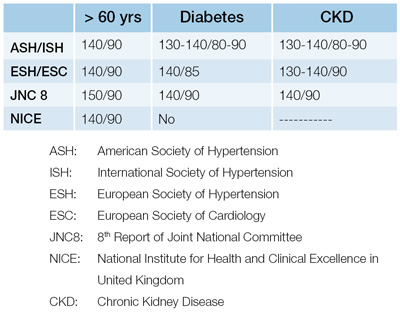 > 60 yrs Diabetes CKD
ASH/ISH 140/90 130-140/80-90 130-140/80-90
ESH/ESC 140/90 140/85 130-140/90
JNC 8 150/90 140/90 140/90
NICE 140/90 No -----------
ASH: American Society of Hypertension
ISH: International Society of Hypertension
ESH: European Society of Hypertension
ESC: European Society of Cardiology
JNC8: 8th Report of Joint National Committee
NICE: National Institute for Health and Clinical Excellence in
United Kingdom
CKD: Chronic Kidney Disease